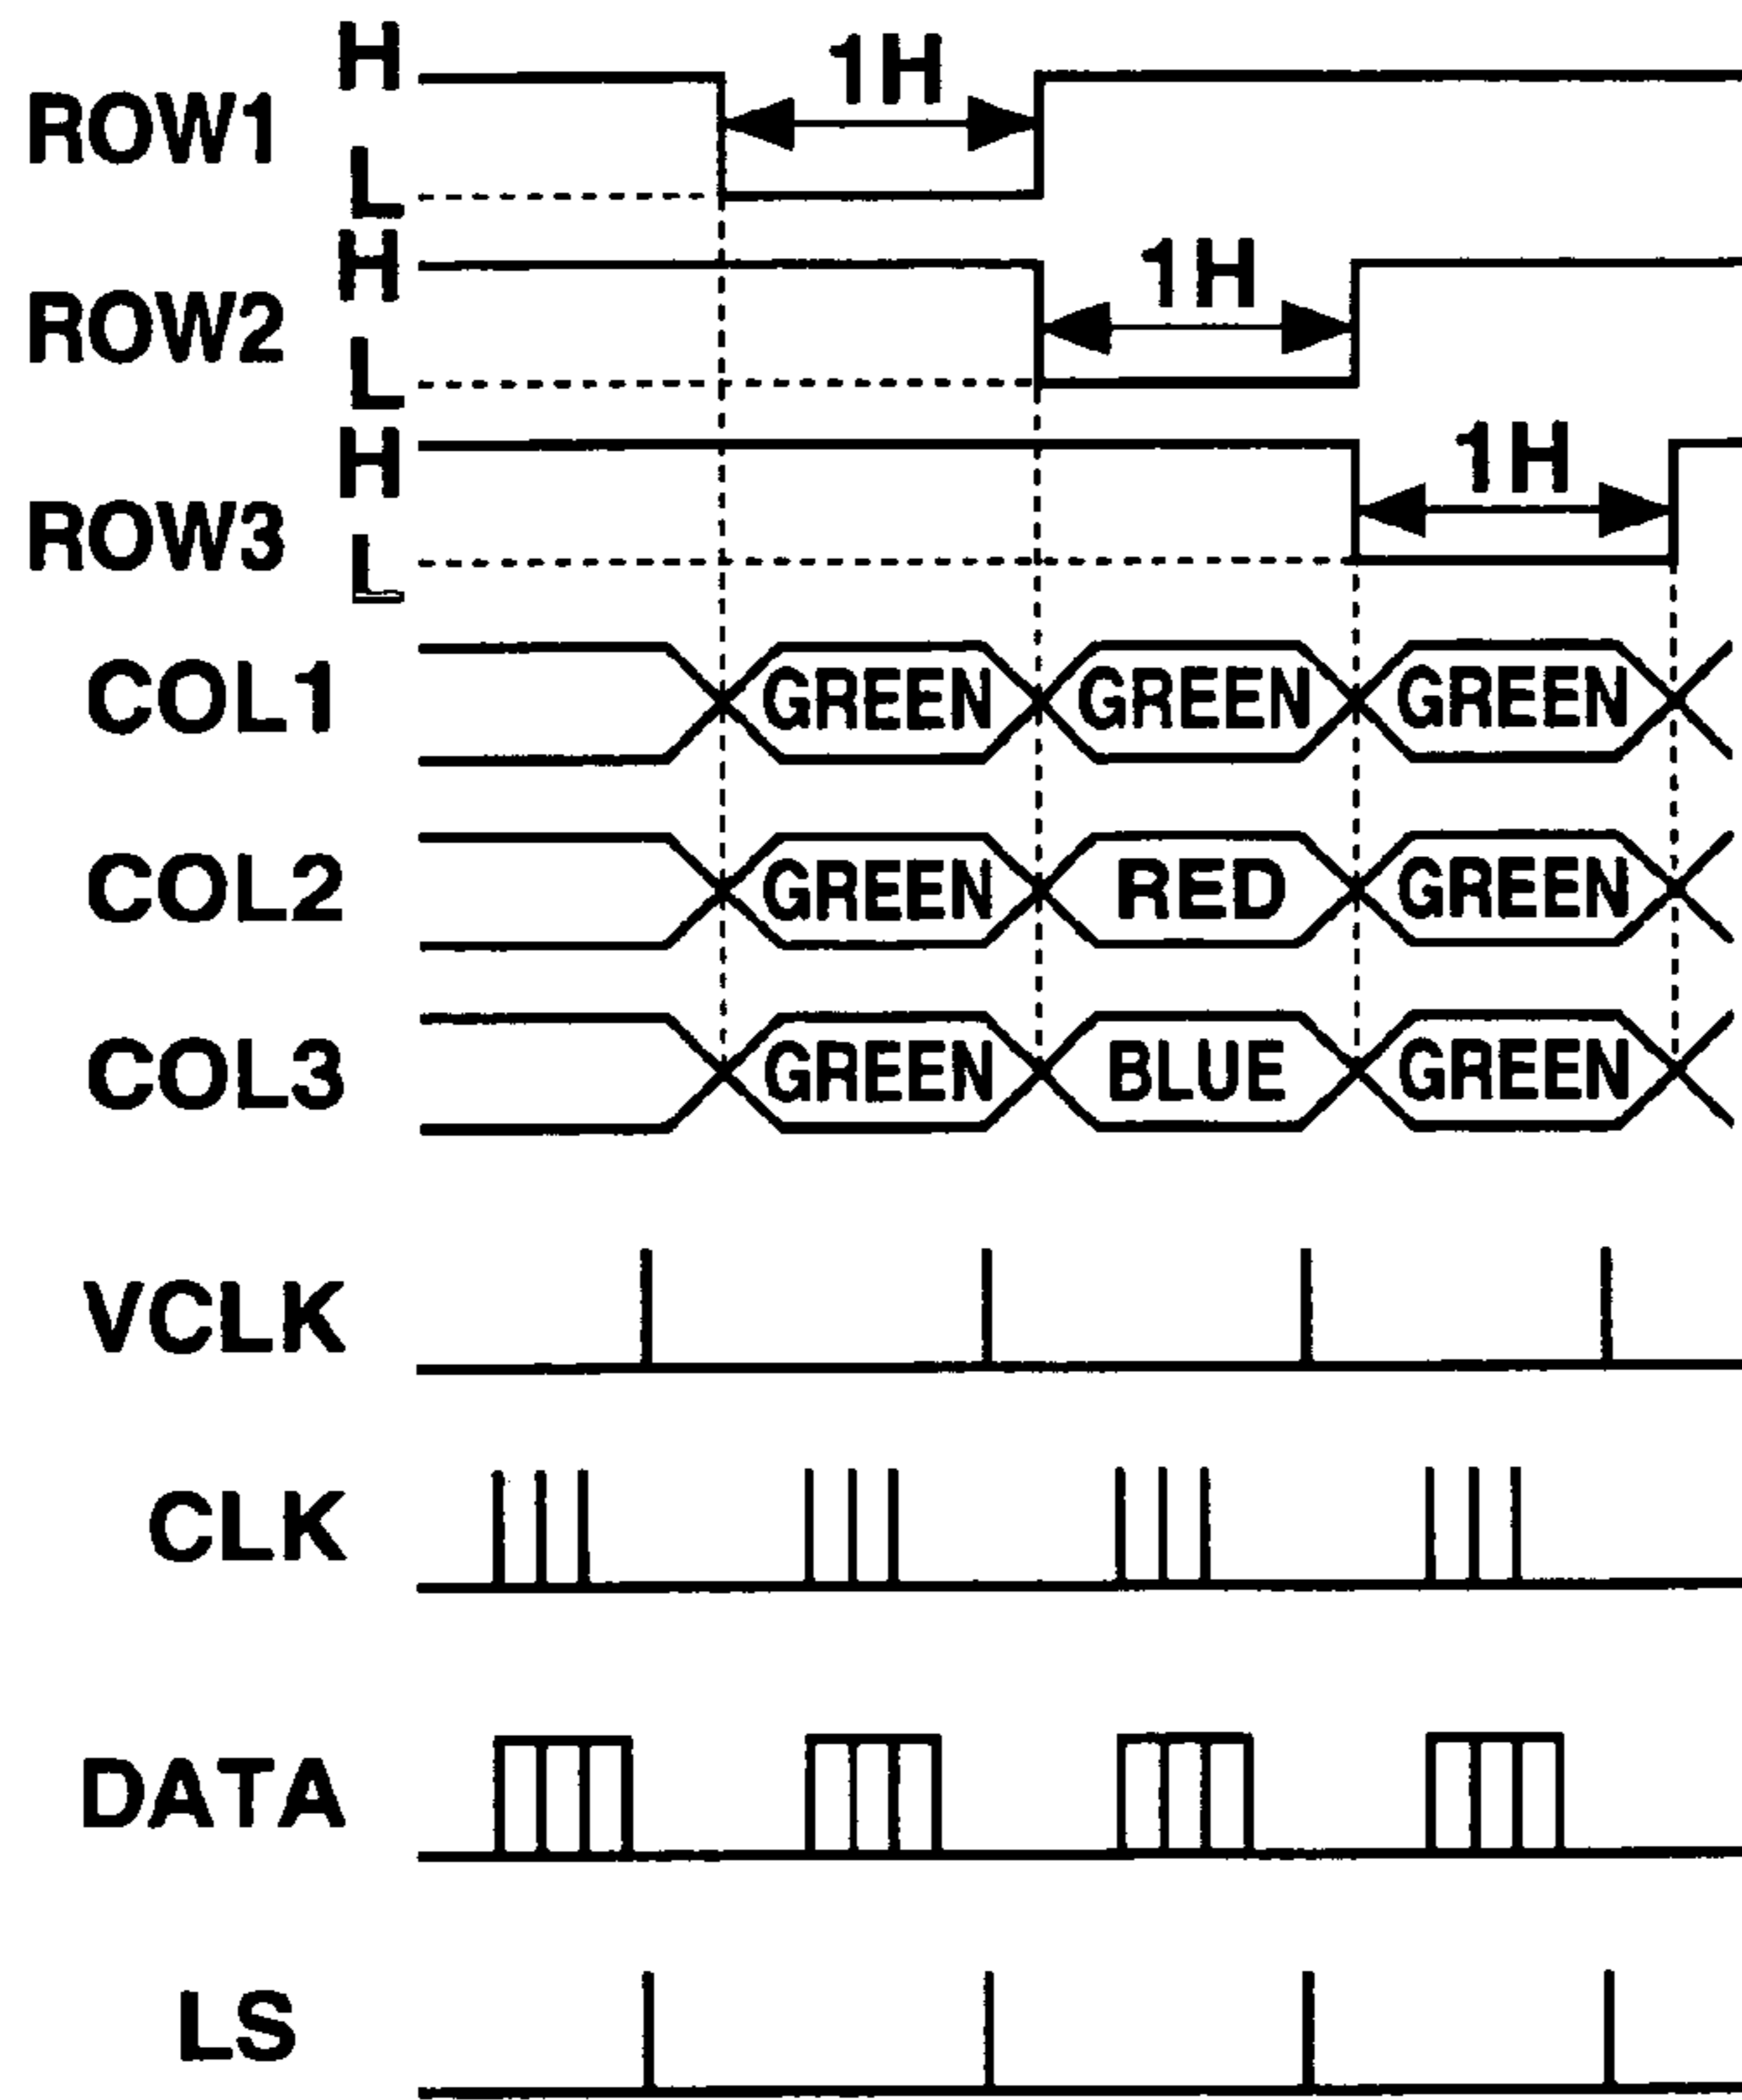 H
1H
ROW1
L
H
1H
ROW2
L
H
1H
ROW3
L
COL1 GREEN GREEN GREEN
COL2 GREEN RED GREEN
COL3 GREEN BLUE GREEN
VCLK
CLK
DATA
LS